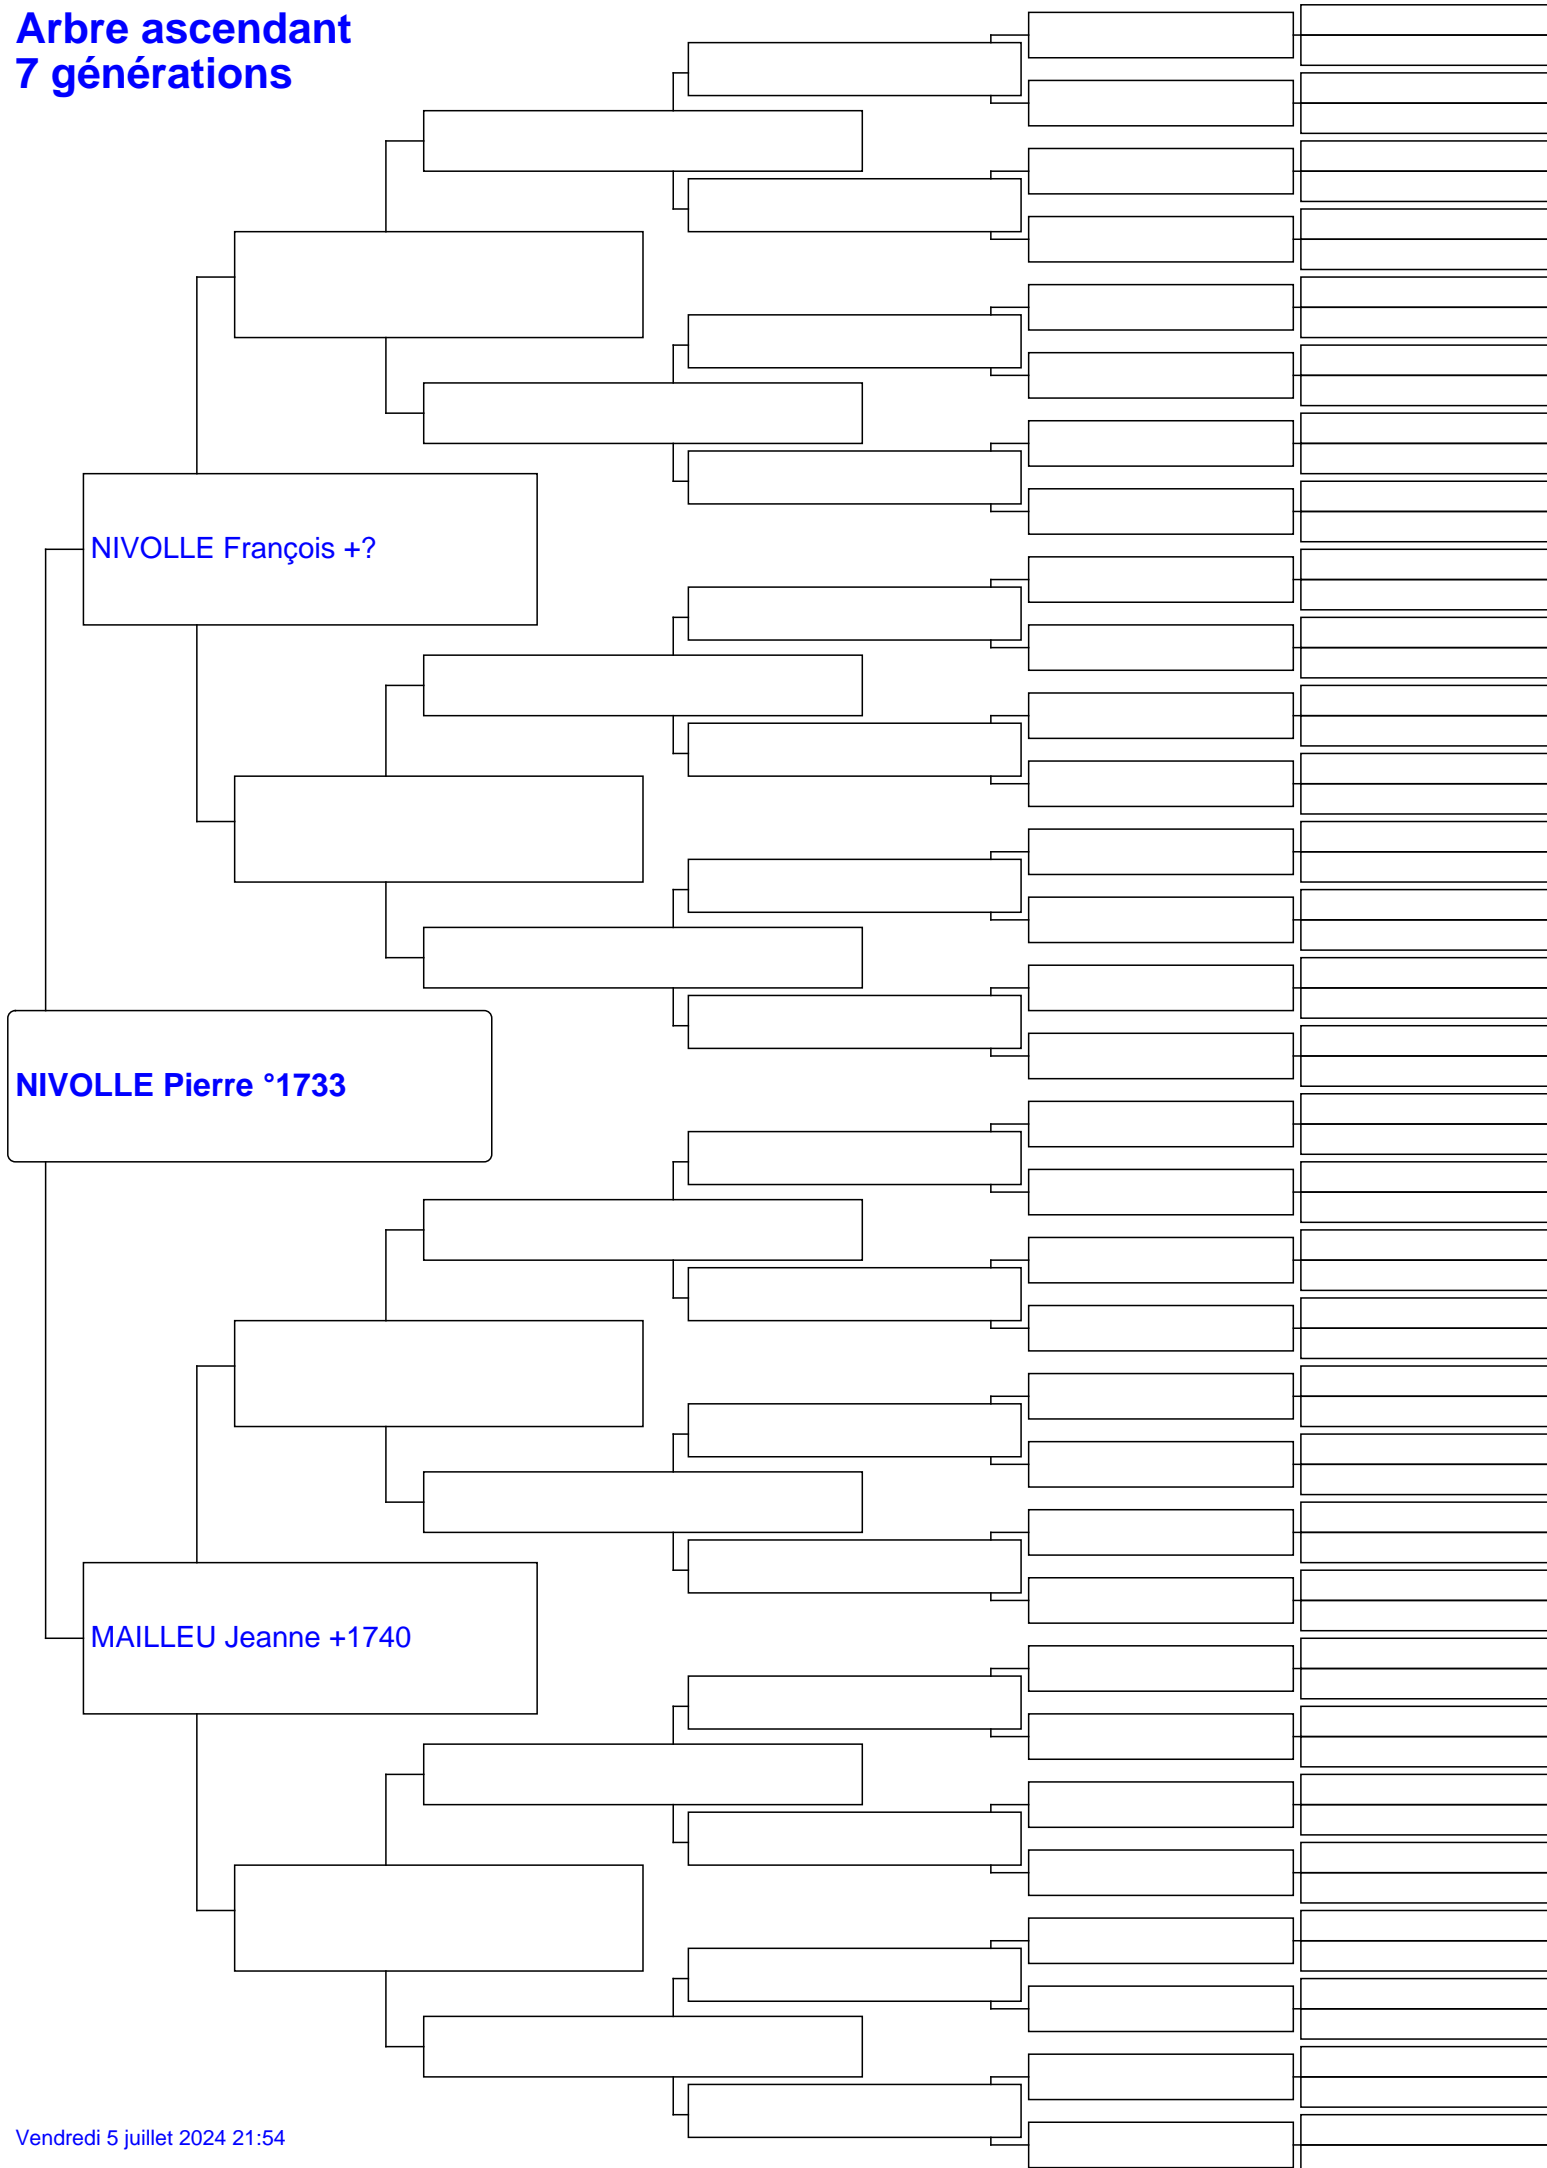 Arbre ascendant
7 générations
NIVOLLE François +?
NIVOLLE Pierre °1733
MAILLEU Jeanne +1740
Vendredi 5 juillet 2024 21:54